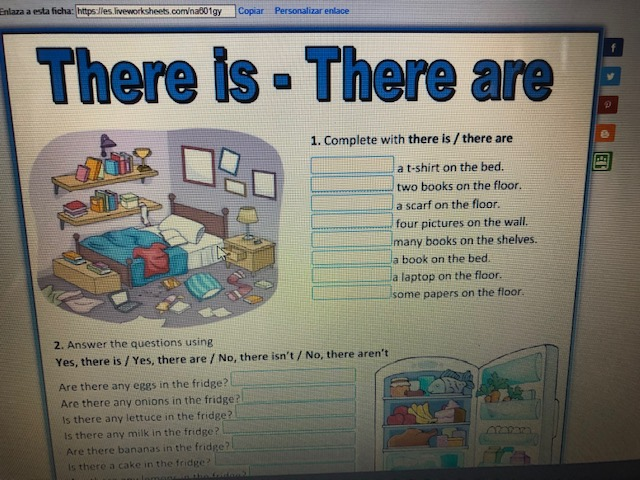 Enlaza a esta ficha: https://es.liveworksheets.com/na601gy Copiar Personalizar enlace
There is - There are
1. Complete with there is / there are
a t-shirt on the bed.
two books on the floor.
a scarf on the floor.
four pictures on the wall.
many books on the shelves.
a book on the bed.
a laptop on the floor.
some papers on the floor.
2. Answer the questions using
Yes, there is / Yes, there are / No, there isn't / No, there aren't
Are there any eggs in the fridge?
Are there any onions in the fridge?
Is there any lettuce in the fridge?
Is there any milk in the fridge?
Are there bananas in the fridge?
Is there a cake in the fridge?